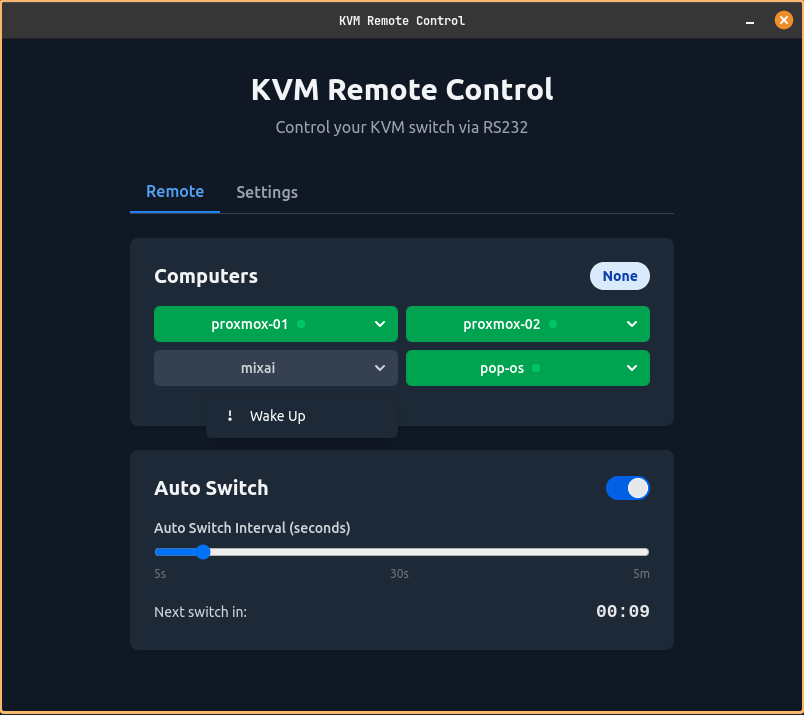 KVM Remote Control
KVM Remote Control
Control your KVM switch via RS232
Remote Settings
Computers None
proxmox-01 proxmox-02
mixai pop-os
! Wake Up
Auto Switch
Auto Switch Interval (seconds)
5s 30s 5m
Next switch in: 00:09